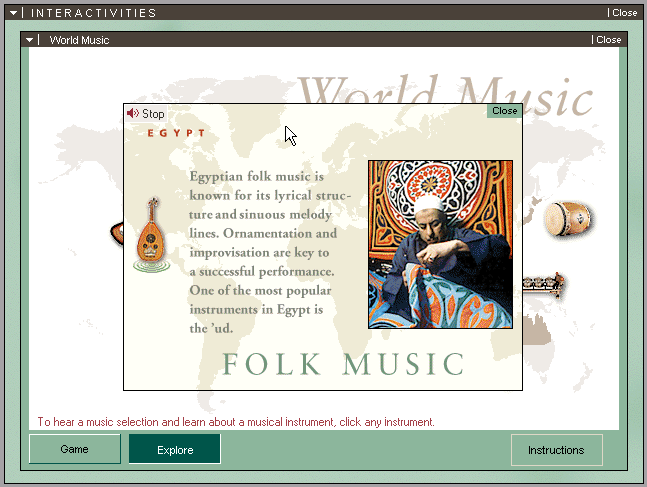 INTERACTIVITIES
| Close
World Music
| Close
World Music
Stop
Close
EGYPT
Egyptian folk music is
known for its lyrical struc-
ture and sinuous melody
lines. Ornamentation and
improvisation are key to
a successful performance.
One of the most popular
instruments in Egypt is
the ’ud.
FOLK MUSIC
To hear a music selection and learn about a musical instrument, click any instrument.
Game
Explore
Instructions